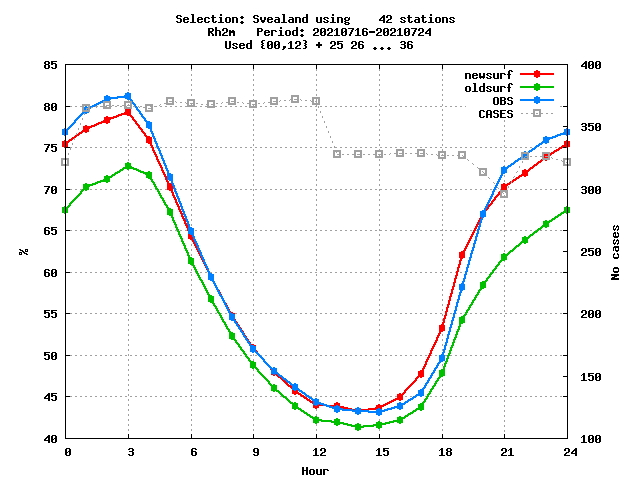 Selection: Svealand using    42 stations
Rh2m   Period: 20210716-20210724
Used {00,12} + 25 26 ... 36
newsurf
oldsurf
OBS
CASES
85
80
75
70
65
60
55
50
45
40
%
400
350
300
250
200
150
100
No cases
0 3 6 9 12 15 18 21 24
Hour